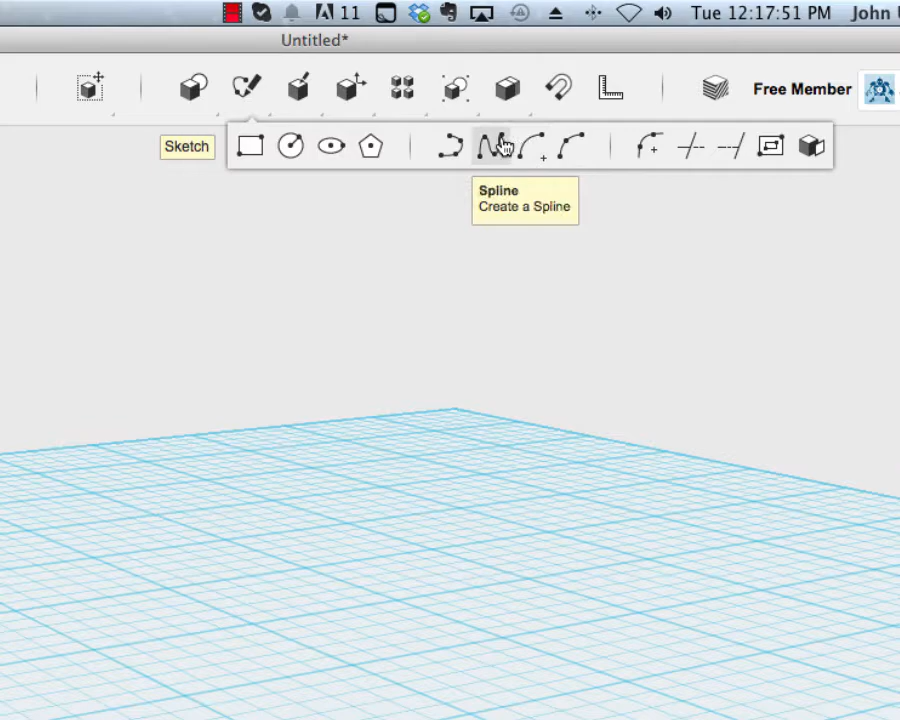 11
Tue 12:17:51 PM
John
Untitled*
Free Member
Sketch
Spline
Create a Spline